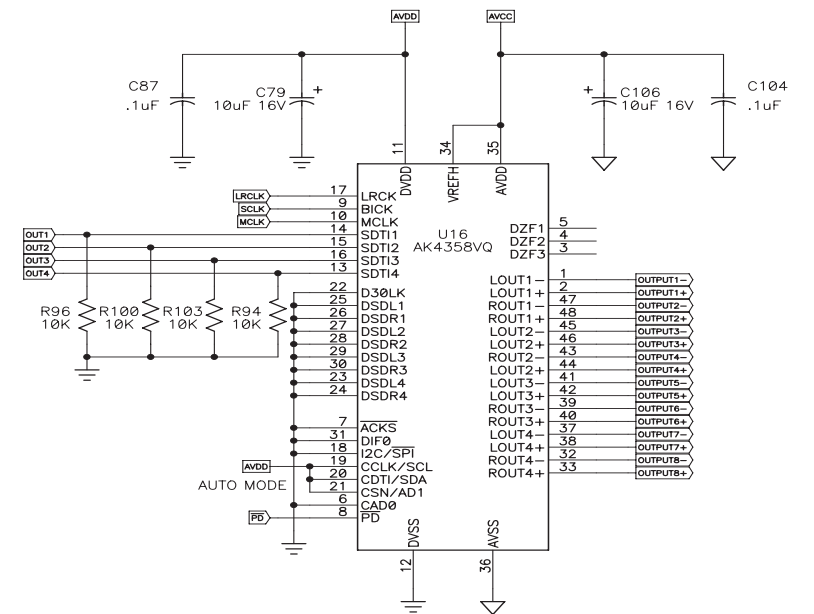 AVDD
AVCC
C87
.1uF
C79
10uF 16V
+
+
C106
10uF 16V
C104
.1uF
11
34
35
DVDD
VREFH
AVDD
U16
AK4358VQ
LRCLK 17 LRCK
SCLK 9 BICK
MCLK 10 MCLK
OUT1 14 SDTI1
OUT2 15 SDTI2
OUT3 16 SDTI3
OUT4 13 SDTI4
R96
10K
R100
10K
R103
10K
R94
10K
22 D30LK
25 DSDL1
26 DSDR1
27 DSDL2
28 DSDR2
29 DSDL3
30 DSDR3
23 DSDL4
24 DSDR4
7 ACKS
31 DIF0
18 I2C/SPI
AVDD 19 CCLK/SCL
20 CDTI/SDA
AUTO MODE
21 CSN/AD1
6 CAD0
PD 8 PD
DZF1 5
DZF2 4
DZF3 3
LOUT1- 1 OUTPUT1-
LOUT1+ 2 OUTPUT1+
ROUT1- 47 OUTPUT2-
ROUT1+ 48 OUTPUT2+
LOUT2- 45 OUTPUT3-
LOUT2+ 46 OUTPUT3+
ROUT2- 43 OUTPUT4-
LOUT2+ 44 OUTPUT4+
LOUT3- 41 OUTPUT5-
LOUT3+ 42 OUTPUT5+
ROUT3- 39 OUTPUT6-
ROUT3+ 40 OUTPUT6+
LOUT4- 37 OUTPUT7-
LOUT4+ 38 OUTPUT7+
ROUT4- 32 OUTPUT8-
ROUT4+ 33 OUTPUT8+
DVSS
AVSS
12
36